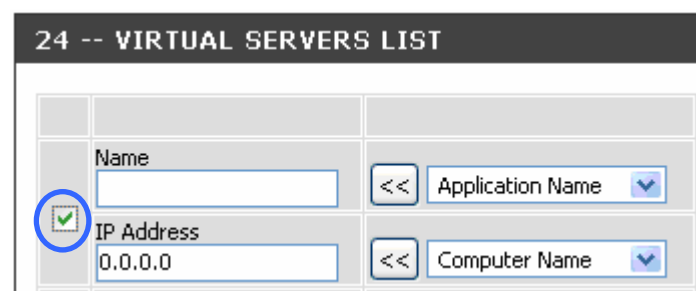 24 -- VIRTUAL SERVERS LIST
Name
<< Application Name
IP Address
0.0.0.0 << Computer Name